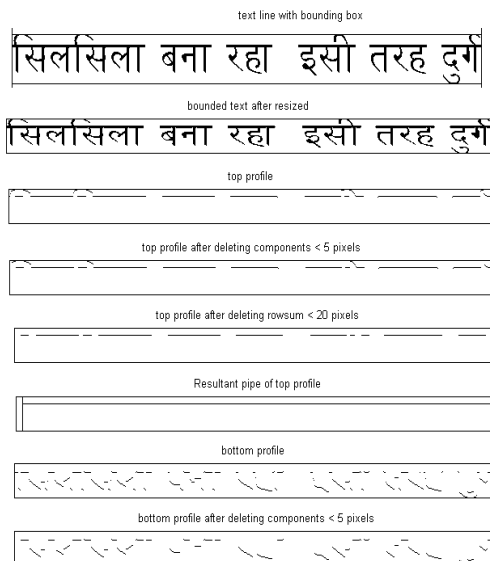 text line with bounding box
सिलसिला बना रहा इसी तरह दुर्ग
bounded text after resized
सिलसिला बना रहा इसी तरह दुर्ग
top profile
top profile after deleting components < 5 pixels
top profile after deleting rowsum < 20 pixels
Resultant pipe of top profile
bottom profile
bottom profile after deleting components < 5 pixels